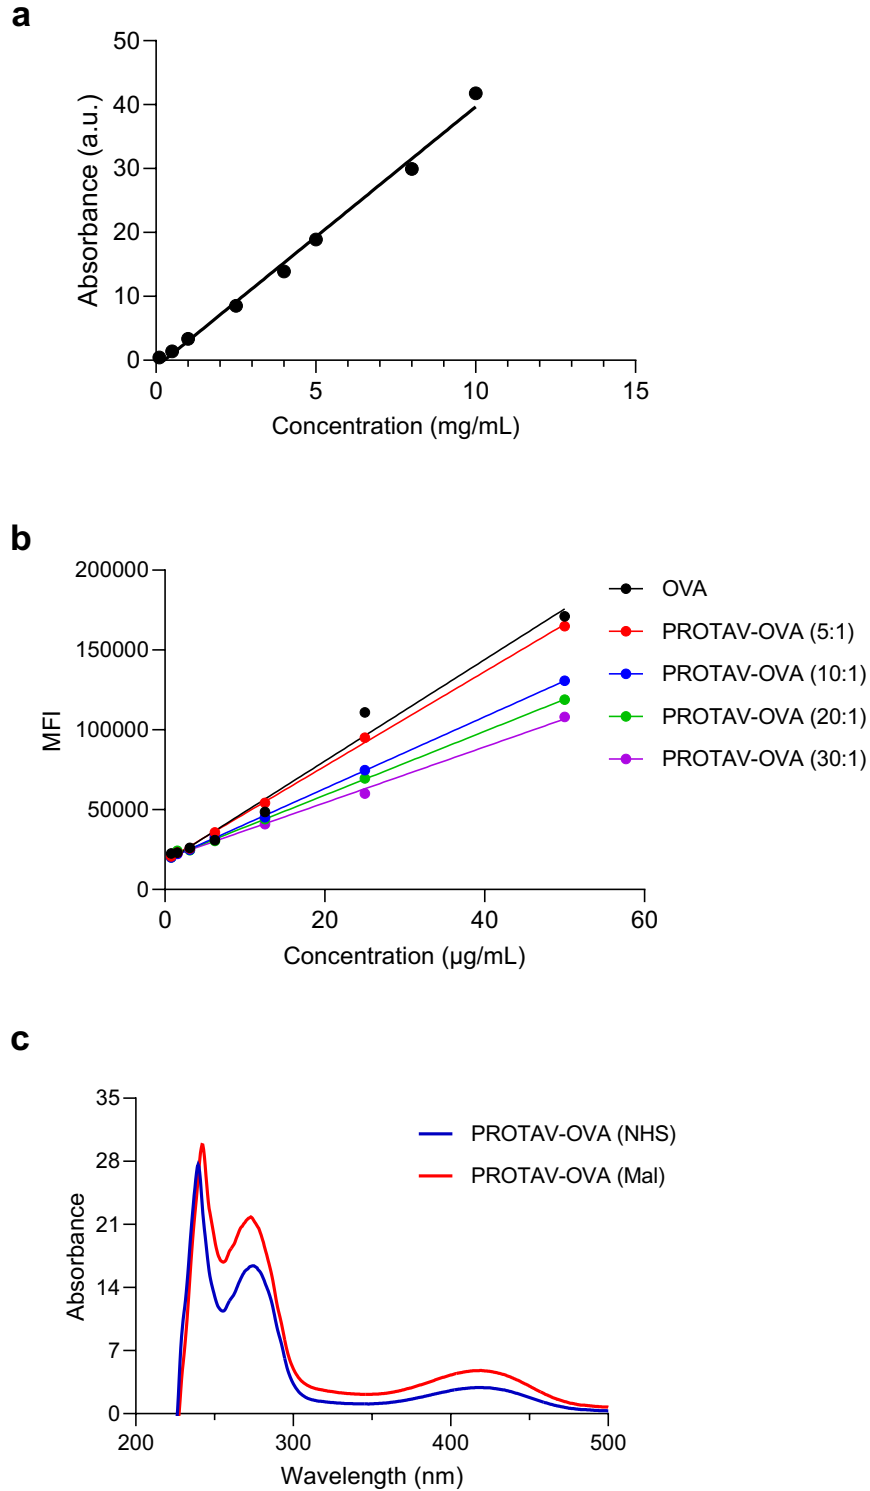 a
50
40
30
20
10
0
Absorbance (a.u.)
0 5 10 15
Concentration (mg/mL)
b
200000
150000
100000
50000
0
MFI
0 20 40 60
Concentration (μg/mL)
OVA
PROTAV-OVA (5:1)
PROTAV-OVA (10:1)
PROTAV-OVA (20:1)
PROTAV-OVA (30:1)
c
35
28
21
14
7
0
Absorbance
200 300 400 500
Wavelength (nm)
PROTAV-OVA (NHS)
PROTAV-OVA (Mal)